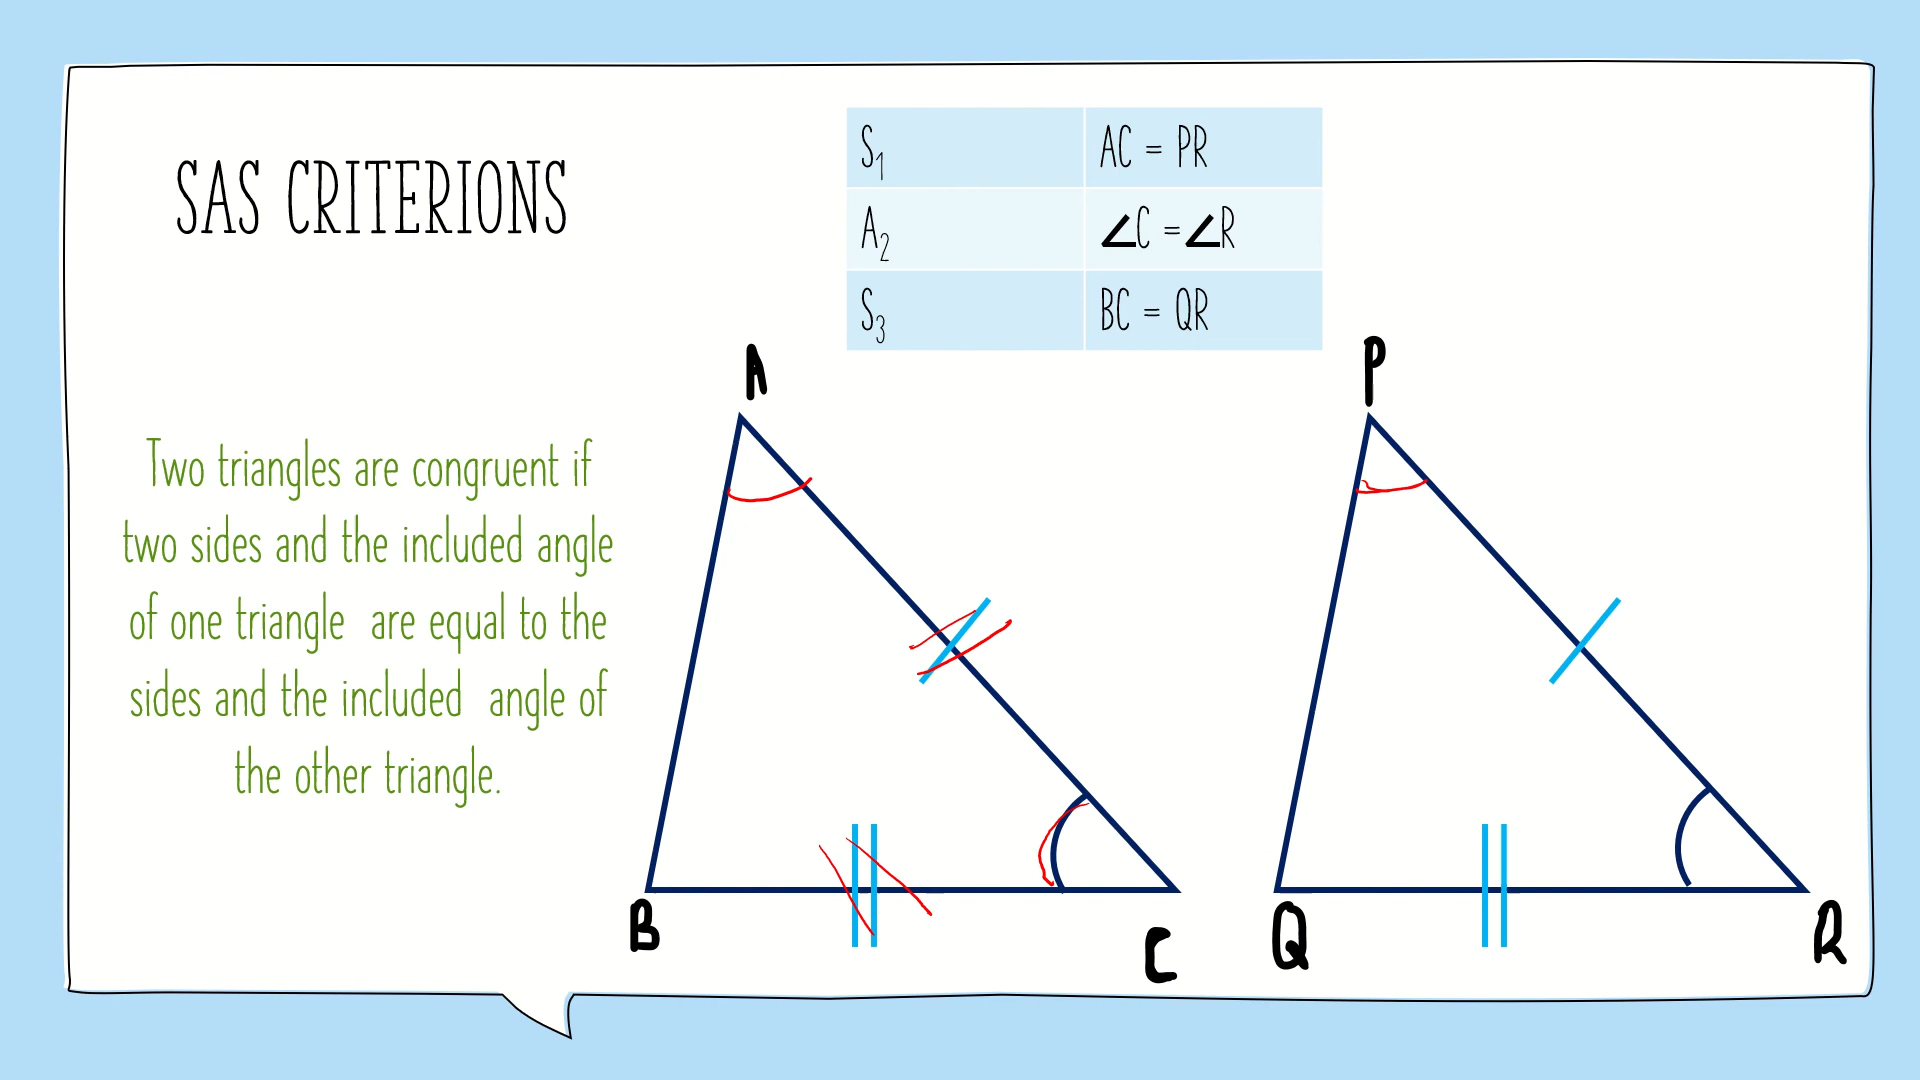 SAS CRITERIONS
S1 AC = PR
A2 ∠C =∠R
S3 BC = QR
Two triangles are congruent if
two sides and the included angle
of one triangle are equal to the
sides and the included angle of
the other triangle.
A
P
B
C
Q
R